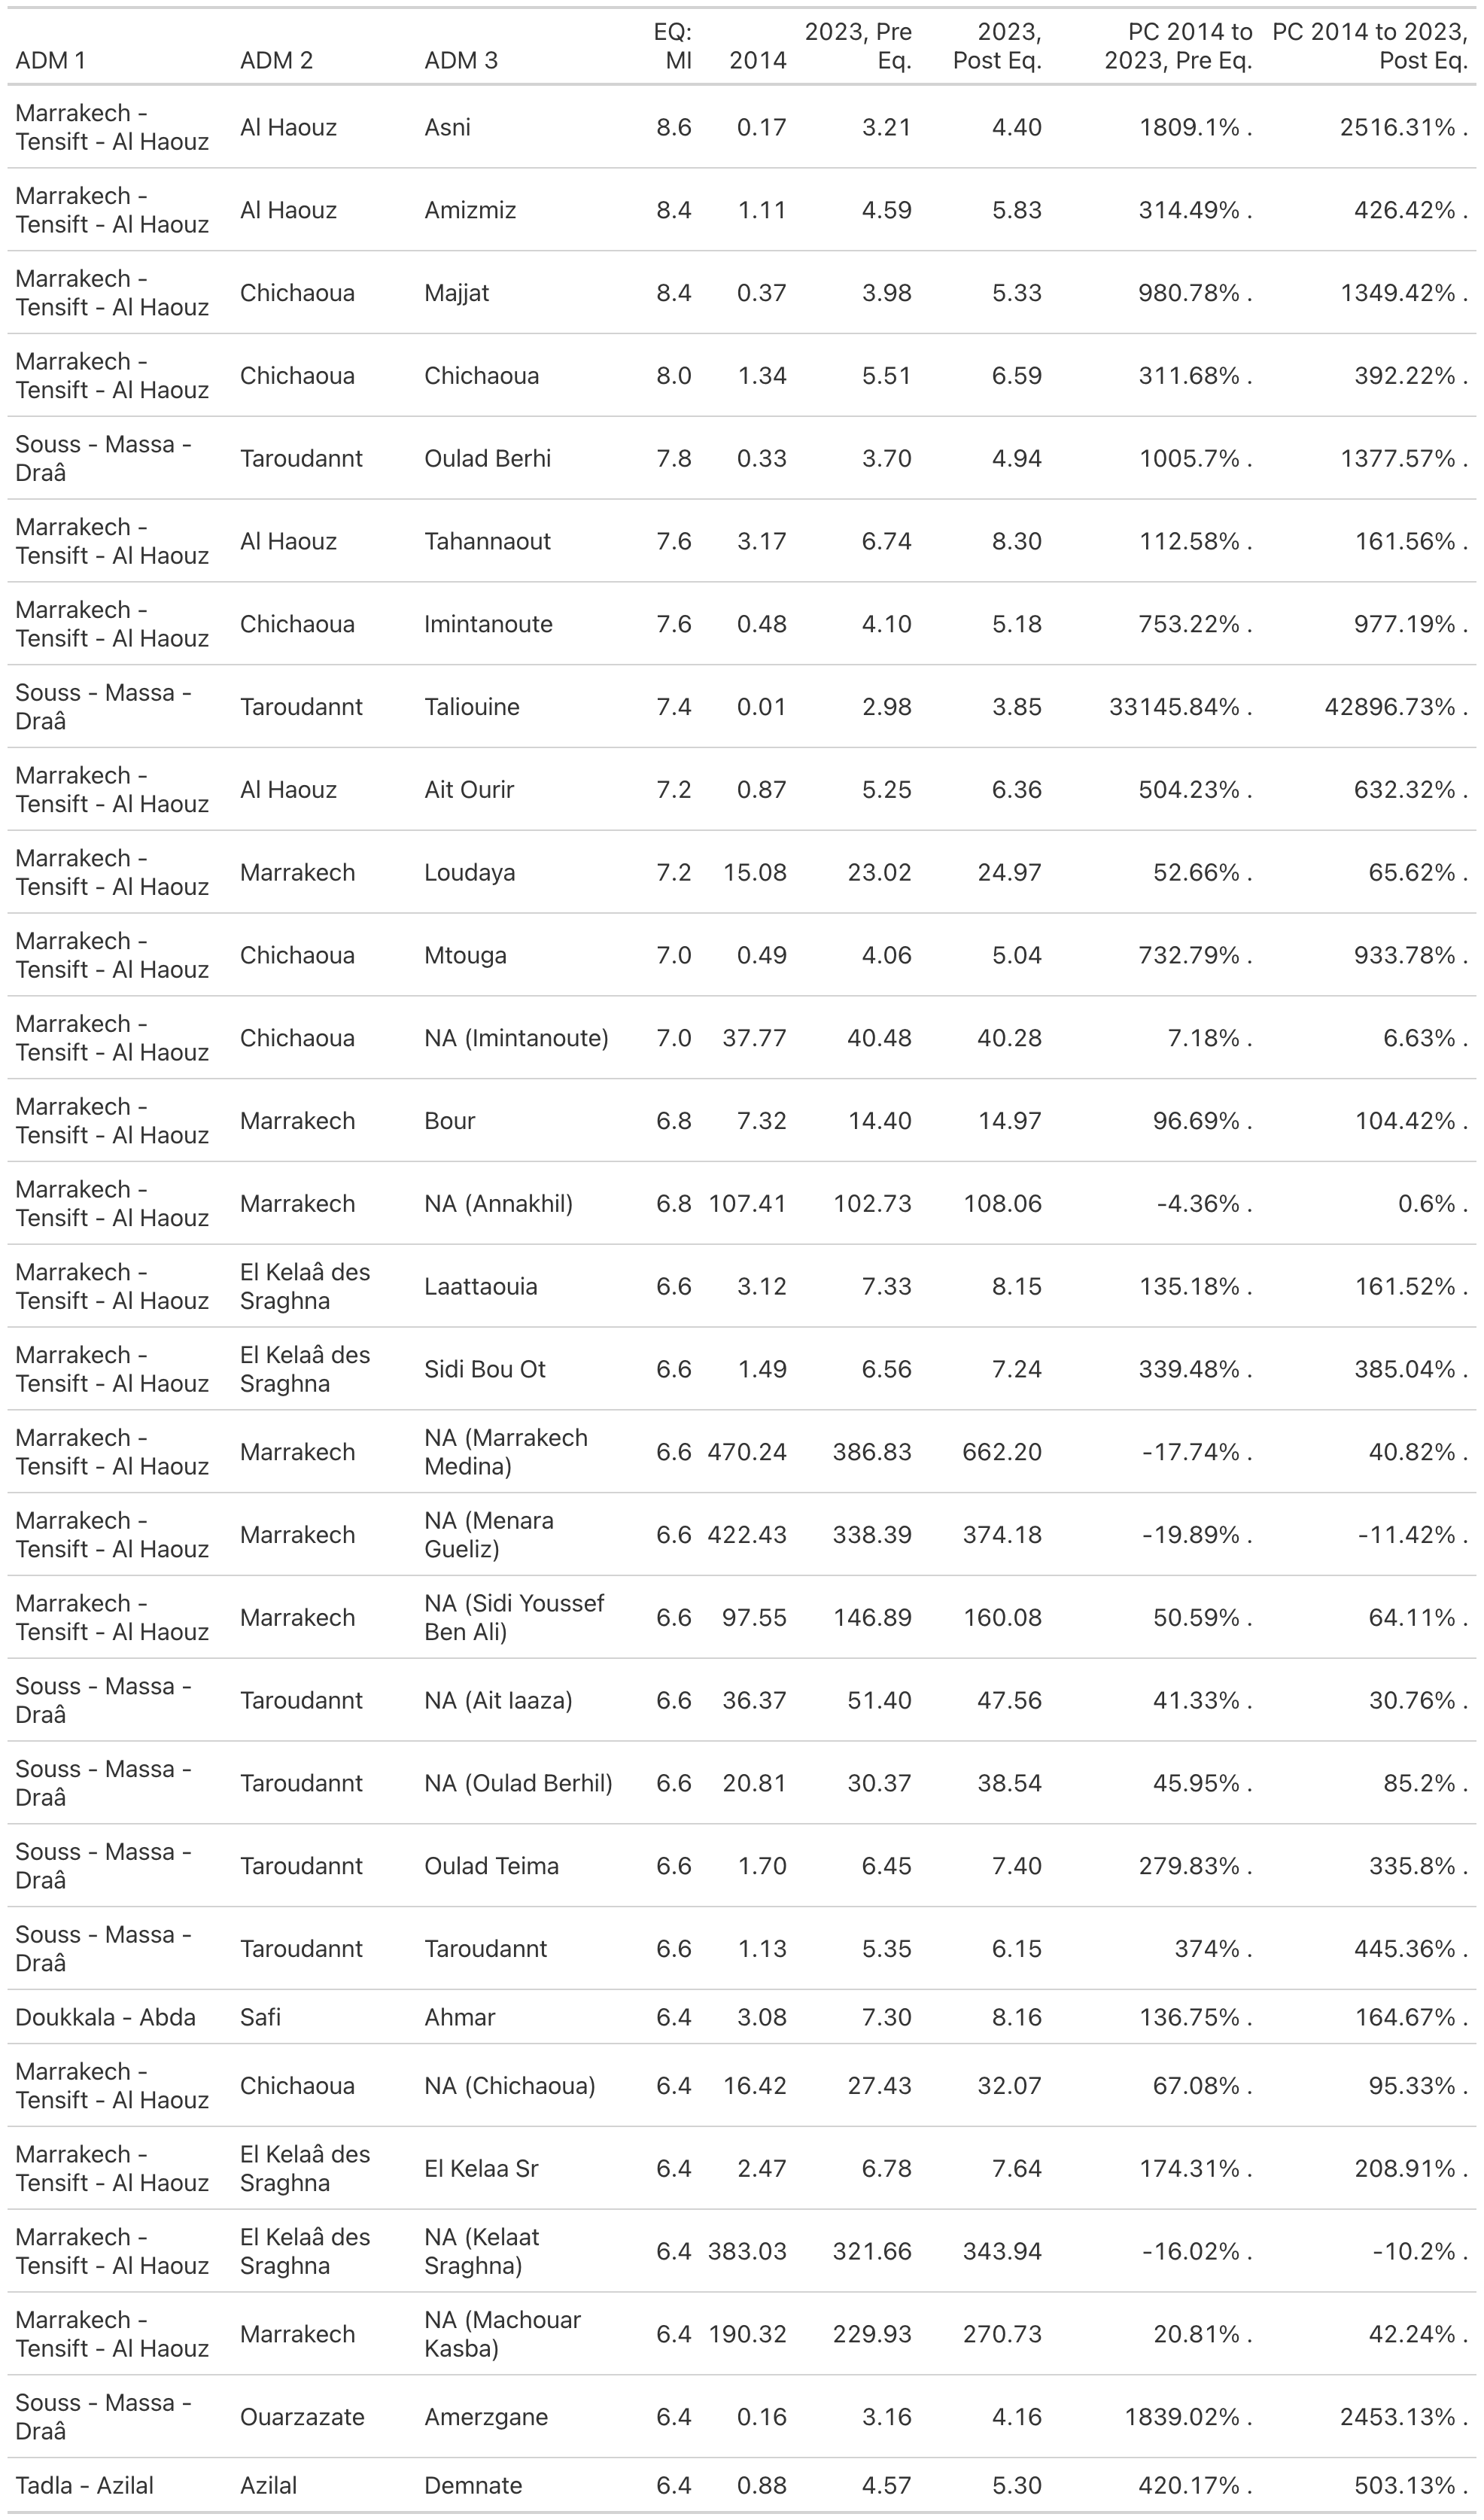 ADM 1 ADM 2 ADM 3 EQ: MI 2014 2023, Pre Eq. 2023, Post Eq. PC 2014 to 2023, Pre Eq. PC 2014 to 2023, Post Eq.
Marrakech - Tensift - Al Haouz Al Haouz Asni 8.6 0.17 3.21 4.40 1809.1% . 2516.31% .
Marrakech - Tensift - Al Haouz Al Haouz Amizmiz 8.4 1.11 4.59 5.83 314.49% . 426.42% .
Marrakech - Tensift - Al Haouz Chichaoua Majjat 8.4 0.37 3.98 5.33 980.78% . 1349.42% .
Marrakech - Tensift - Al Haouz Chichaoua Chichaoua 8.0 1.34 5.51 6.59 311.68% . 392.22% .
Souss - Massa - Draâ Taroudannt Oulad Berhi 7.8 0.33 3.70 4.94 1005.7% . 1377.57% .
Marrakech - Tensift - Al Haouz Al Haouz Tahannaout 7.6 3.17 6.74 8.30 112.58% . 161.56% .
Marrakech - Tensift - Al Haouz Chichaoua Imintanoute 7.6 0.48 4.10 5.18 753.22% . 977.19% .
Souss - Massa - Draâ Taroudannt Taliouine 7.4 0.01 2.98 3.85 33145.84% . 42896.73% .
Marrakech - Tensift - Al Haouz Al Haouz Ait Ourir 7.2 0.87 5.25 6.36 504.23% . 632.32% .
Marrakech - Tensift - Al Haouz Marrakech Loudaya 7.2 15.08 23.02 24.97 52.66% . 65.62% .
Marrakech - Tensift - Al Haouz Chichaoua Mtouga 7.0 0.49 4.06 5.04 732.79% . 933.78% .
Marrakech - Tensift - Al Haouz Chichaoua NA (Imintanoute) 7.0 37.77 40.48 40.28 7.18% . 6.63% .
Marrakech - Tensift - Al Haouz Marrakech Bour 6.8 7.32 14.40 14.97 96.69% . 104.42% .
Marrakech - Tensift - Al Haouz Marrakech NA (Annakhil) 6.8 107.41 102.73 108.06 -4.36% . 0.6% .
Marrakech - Tensift - Al Haouz El Kelaâ des Sraghna Laattaouia 6.6 3.12 7.33 8.15 135.18% . 161.52% .
Marrakech - Tensift - Al Haouz El Kelaâ des Sraghna Sidi Bou Ot 6.6 1.49 6.56 7.24 339.48% . 385.04% .
Marrakech - Tensift - Al Haouz Marrakech NA (Marrakech Medina) 6.6 470.24 386.83 662.20 -17.74% . 40.82% .
Marrakech - Tensift - Al Haouz Marrakech NA (Menara Gueliz) 6.6 422.43 338.39 374.18 -19.89% . -11.42% .
Marrakech - Tensift - Al Haouz Marrakech NA (Sidi Youssef Ben Ali) 6.6 97.55 146.89 160.08 50.59% . 64.11% .
Souss - Massa - Draâ Taroudannt NA (Ait Iaaza) 6.6 36.37 51.40 47.56 41.33% . 30.76% .
Souss - Massa - Draâ Taroudannt NA (Oulad Berhil) 6.6 20.81 30.37 38.54 45.95% . 85.2% .
Souss - Massa - Draâ Taroudannt Oulad Teima 6.6 1.70 6.45 7.40 279.83% . 335.8% .
Souss - Massa - Draâ Taroudannt Taroudannt 6.6 1.13 5.35 6.15 374% . 445.36% .
Doukkala - Abda Safi Ahmar 6.4 3.08 7.30 8.16 136.75% . 164.67% .
Marrakech - Tensift - Al Haouz Chichaoua NA (Chichaoua) 6.4 16.42 27.43 32.07 67.08% . 95.33% .
Marrakech - Tensift - Al Haouz El Kelaâ des Sraghna El Kelaa Sr 6.4 2.47 6.78 7.64 174.31% . 208.91% .
Marrakech - Tensift - Al Haouz El Kelaâ des Sraghna NA (Kelaat Sraghna) 6.4 383.03 321.66 343.94 -16.02% . -10.2% .
Marrakech - Tensift - Al Haouz Marrakech NA (Machouar Kasba) 6.4 190.32 229.93 270.73 20.81% . 42.24% .
Souss - Massa - Draâ Ouarzazate Amerzgane 6.4 0.16 3.16 4.16 1839.02% . 2453.13% .
Tadla - Azilal Azilal Demnate 6.4 0.88 4.57 5.30 420.17% . 503.13% .